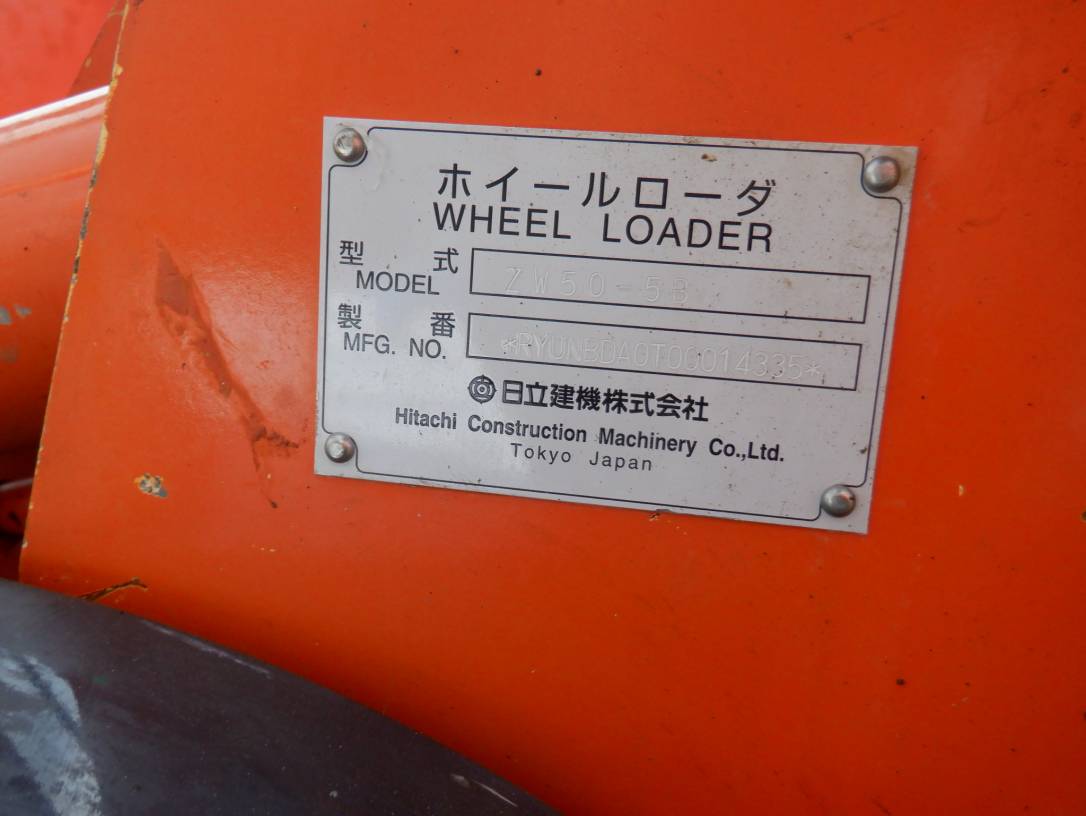 ホイールローダ
WHEEL LOADER
型式
MODEL ZW50-5B
製番
MFG. NO. *RYUNBDA0T00014335*
日立建機株式会社
Hitachi Construction Machinery Co.,Ltd.
Tokyo Japan